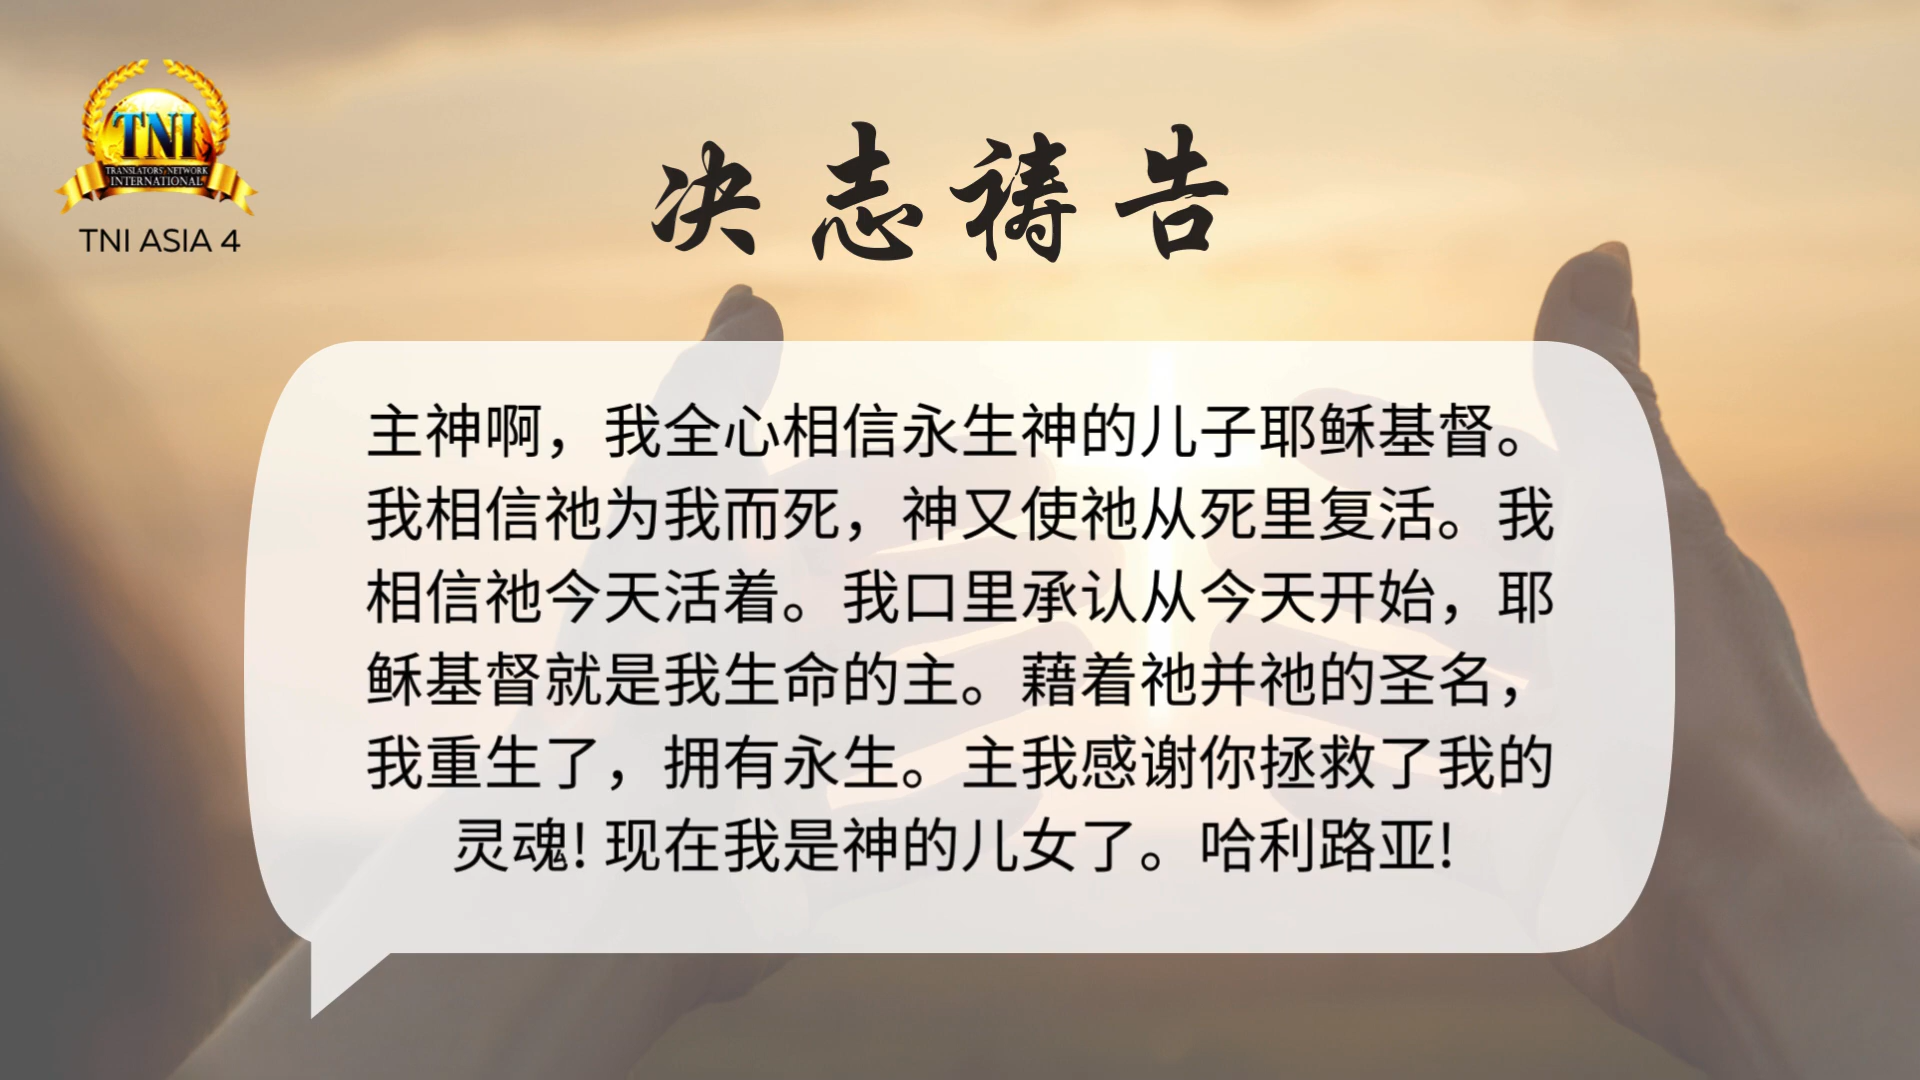 TNI
TRANSLATORS NETWORK
INTERNATIONAL
TNI ASIA 4
决志祷告
主神啊，我全心相信永生神的儿子耶稣基督。
我相信祂为我而死，神又使祂从死里复活。我
相信祂今天活着。我口里承认从今天开始，耶
稣基督就是我生命的主。藉着祂并祂的圣名，
我重生了，拥有永生。主我感谢你拯救了我的
灵魂! 现在我是神的儿女了。哈利路亚!